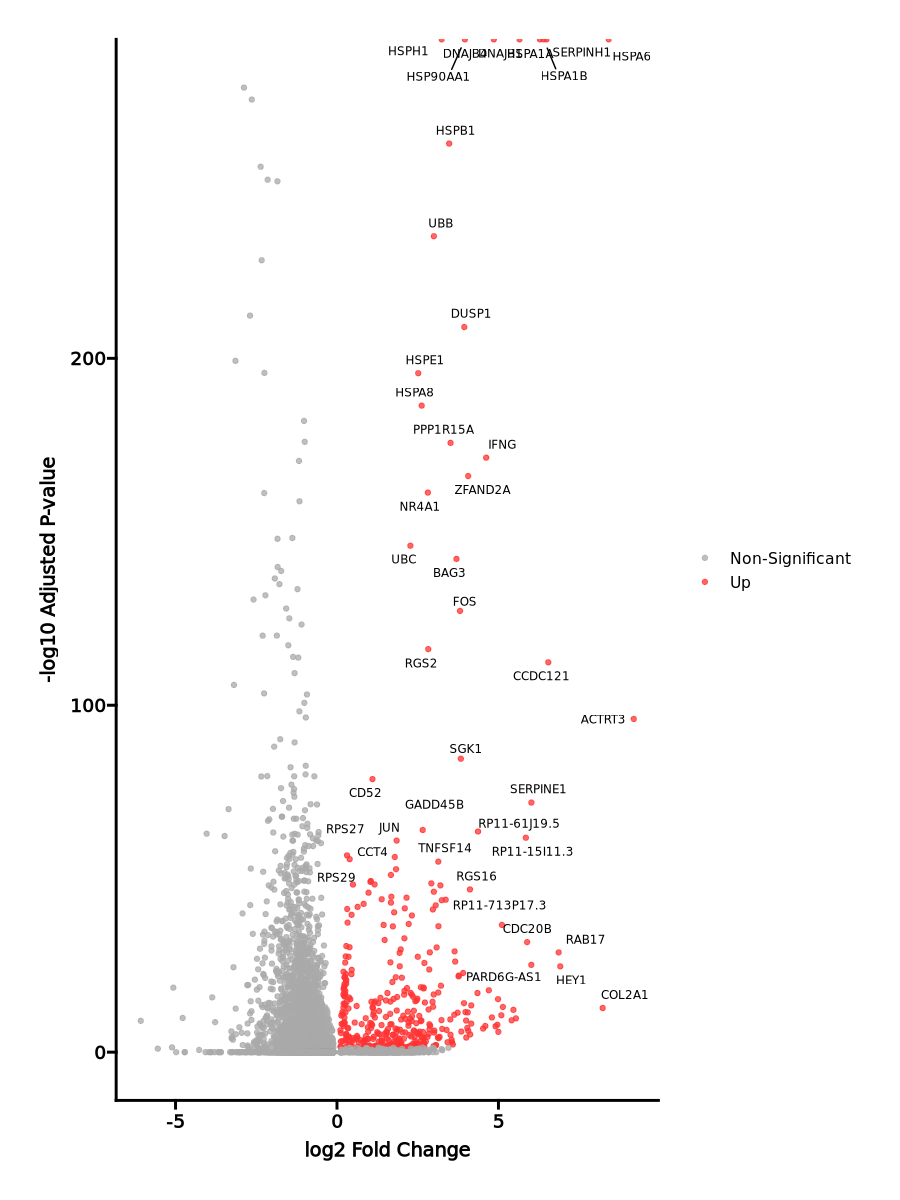 HSPH1
DNAJB4
DNAJB1
HSPA1A
SERPINH1
HSPA6
HSP90AA1
HSPA1B
HSPB1
UBB
DUSP1
200
HSPE1
HSPA8
PPP1R15A
IFNG
ZFAND2A
NR4A1
UBC
BAG3
Non-Significant
Up
FOS
RGS2
CCDC121
100
ACTRT3
SGK1
CD52
SERPINE1
GADD45B
RPS27
JUN
RP11-61J19.5
CCT4
TNFSF14
RP11-15I11.3
RPS29
RGS16
RP11-713P17.3
CDC20B
RAB17
PARD6G-AS1
HEY1
COL2A1
0
-5
0
5
log2 Fold Change
-log10 Adjusted P-value